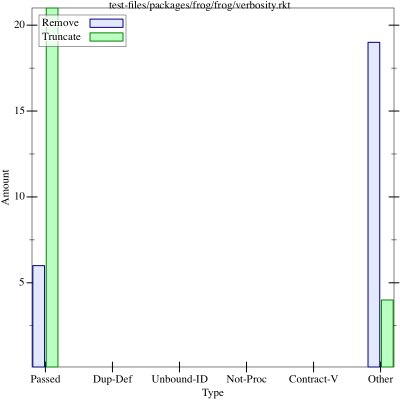 test-files/packages/frog/frog/verbosity.rkt
Remove
Truncate
20
15
10
5
Amount
Passed Dup-Def Unbound-ID Not-Proc Contract-V Other
Type